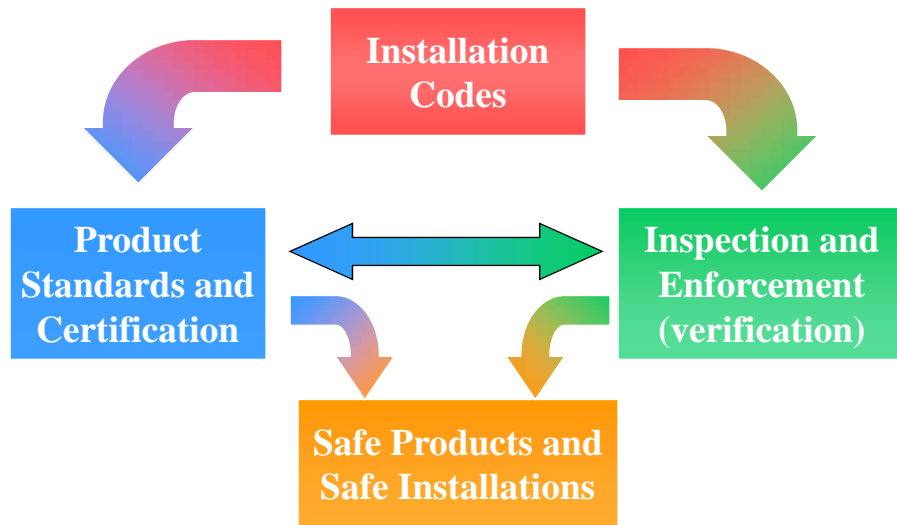 Installation
Codes
Product
Standards and
Certification
Inspection and
Enforcement
(verification)
Safe Products and
Safe Installations